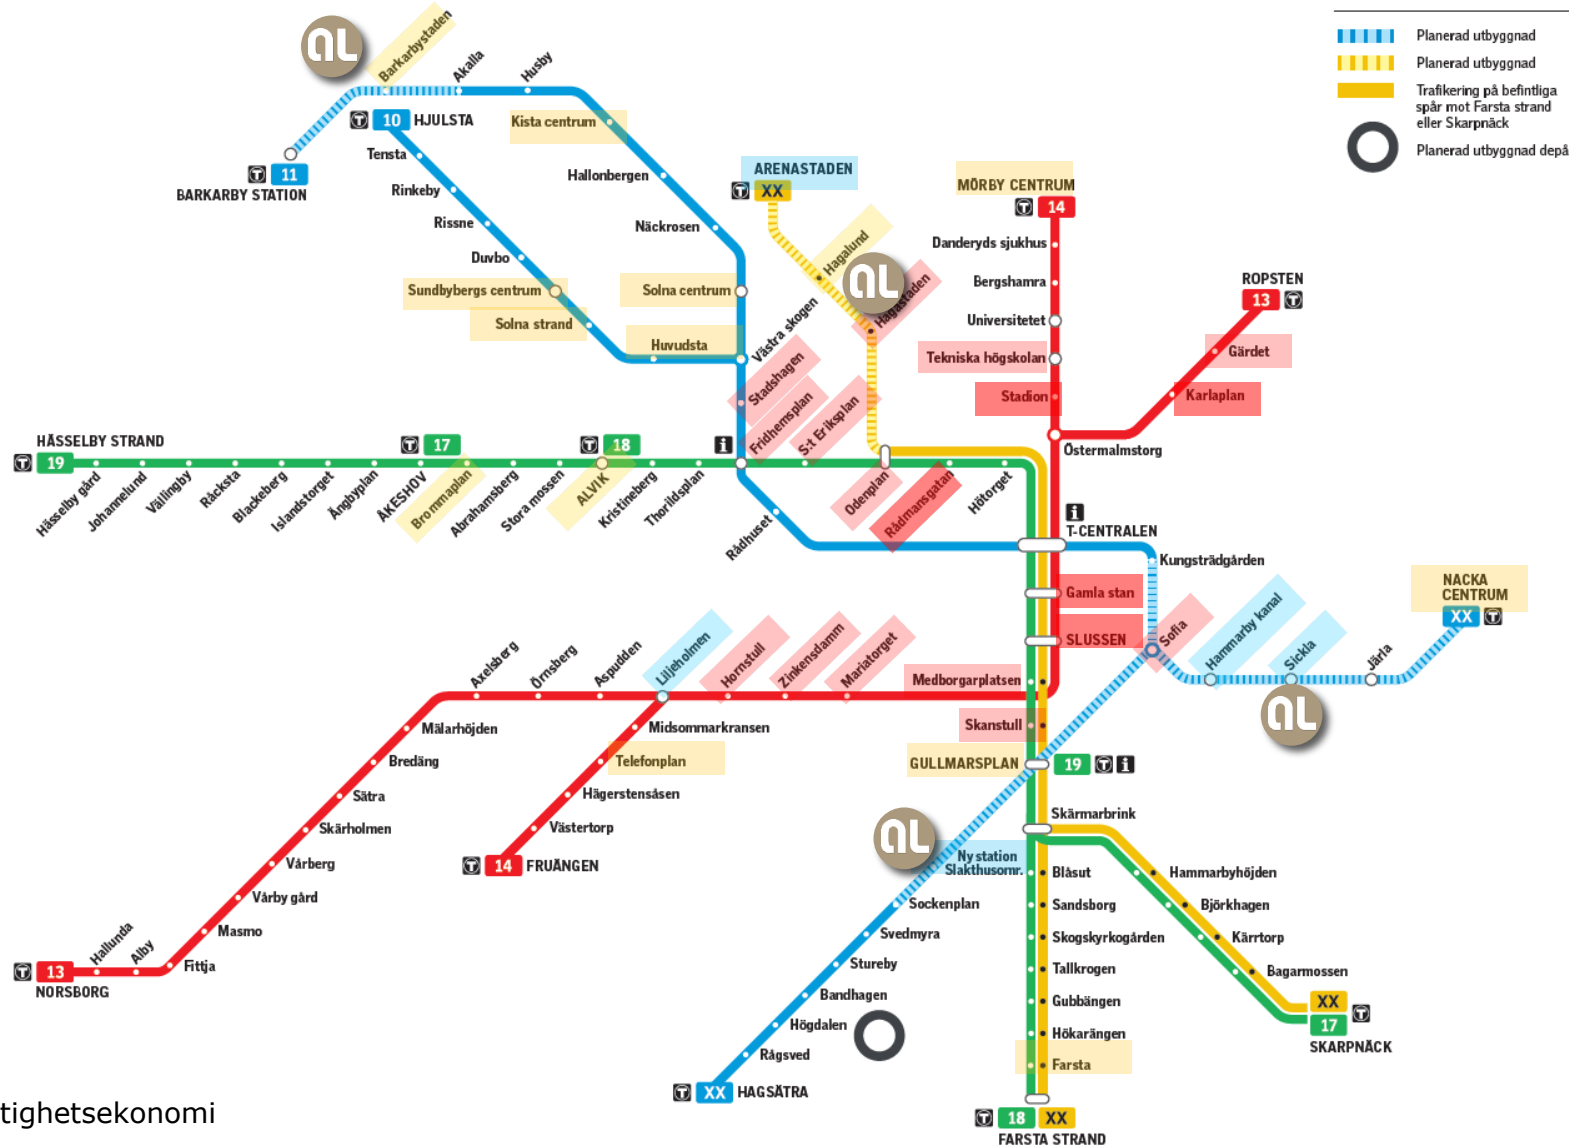 Planerad utbyggnad
Planerad utbyggnad
Trafikering på befintliga
spår mot Farsta strand
eller Skarpnäck
Planerad utbyggnad depå
aL
Barkarbystaden
Akalla
Husby
T 10 HJULSTA
Kista centrum
T 11
BARKARBY STATION
Tensta
Rinkeby
Rissne
Duvbo
Sundbybergs centrum
Solna strand
Huvudsta
Hallonbergen
Näckrosen
Solna centrum
Västra skogen
Stadshagen
Fridhemsplan
S:t Eriksplan
ARENASTADEN
T XX
Hagalund
aL
Hagastaden
MÖRBY CENTRUM
T 14
Danderyds sjukhus
Bergshamra
Universitetet
Tekniska högskolan
Stadion
ROPSTEN
13 T
Gärdet
Karlaplan
Östermalmstorg
HÄSSELBY STRAND
T 19
T 17
T 18
i
Hässelby gård
Johannelund
Vällingby
Råcksta
Blackeberg
Islandstorget
Ängbyplan
ÅKESHOV
Brommaplan
Abrahamsberg
Stora mossen
ALVIK
Kristineberg
Thorildsplan
Rådhuset
Odenplan
Rådmansgatan
Hötorget
i
T-CENTRALEN
Kungsträdgården
Gamla stan
SLUSSEN
Sofia
Hammarby kanal
Sickla
Järla
NACKA
CENTRUM
XX T
aL
Axelsberg
Örnsberg
Aspudden
Liljeholmen
Hornstull
Zinkensdamm
Mariatorget
Medborgarplatsen
Skanstull
GULLMARSPLAN
19 T i
Mälarhöjden
Bredäng
Sätra
Skärholmen
Vårberg
Vårby gård
Masmo
Fittja
Alby
Hallunda
T 13
NORSBORG
Midsommarkransen
Telefonplan
Hägerstensåsen
Västertorp
T 14 FRUÄNGEN
aL
Skärmarbrink
Ny station
Slakthusomr.
Sockenplan
Svedmyra
Stureby
Bandhagen
Högdalen
Rågsved
T XX HAGSÄTRA
Blåsut
Sandsborg
Skogskyrkogården
Tallkrogen
Gubbängen
Hökarängen
Farsta
T 18 XX
FARSTA STRAND
Hammarbyhöjden
Björkhagen
Kärrtorp
Bagarmossen
XX
17 T
SKARPNÄCK
tighetsekonomi